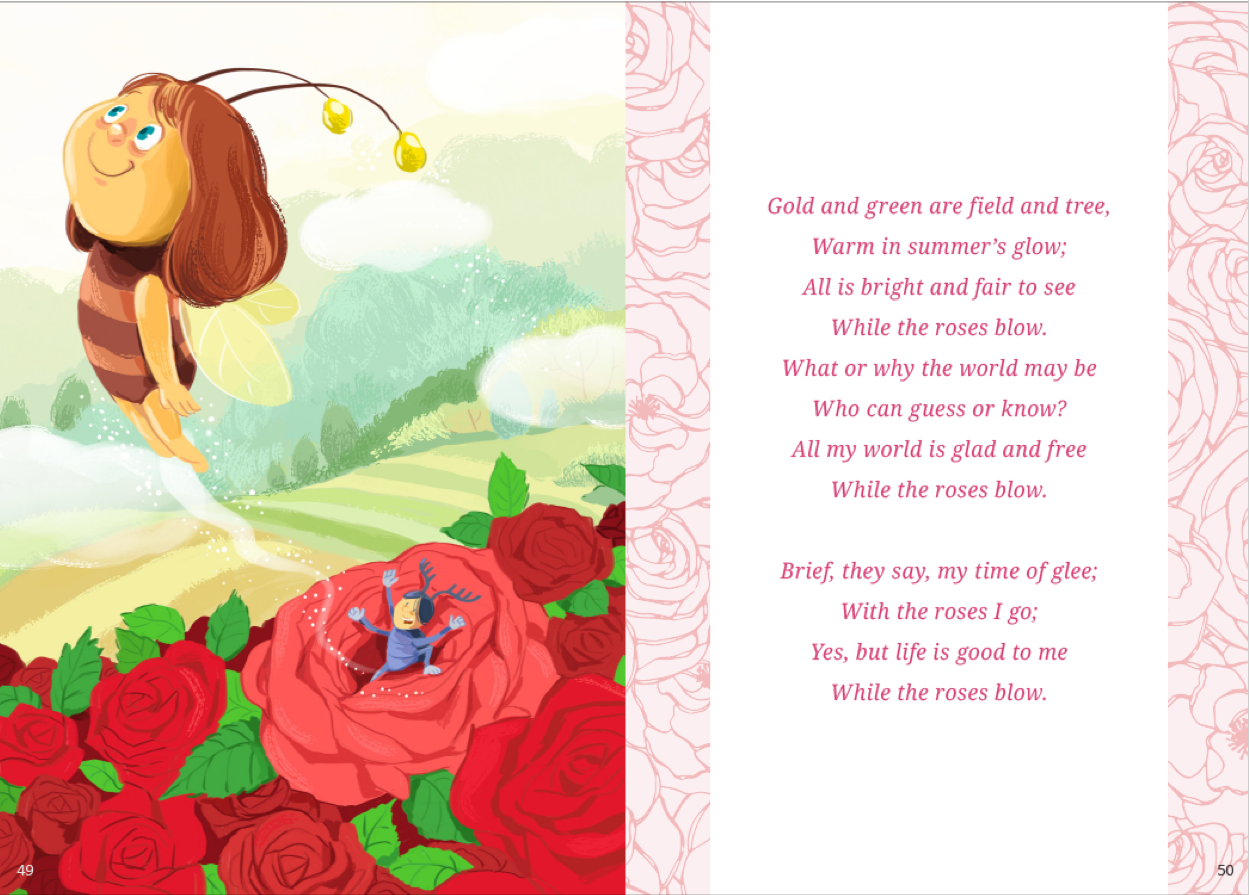 Gold and green are field and tree,
Warm in summer’s glow;
All is bright and fair to see
While the roses blow.
What or why the world may be
Who can guess or know?
All my world is glad and free
While the roses blow.
Brief, they say, my time of glee;
With the roses I go;
Yes, but life is good to me
While the roses blow.
49
50